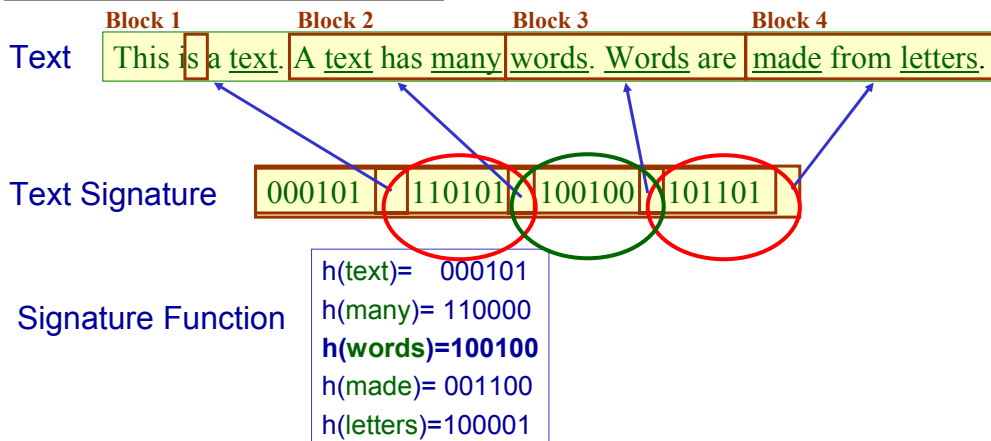 Block 1 Block 2 Block 3 Block 4
Text This is a text. A text has many words. Words are made from letters.
Text Signature 000101 110101 100100 101101
h(text)= 000101
h(many)= 110000
Signature Function
h(words)=100100
h(made)= 001100
h(letters)=100001